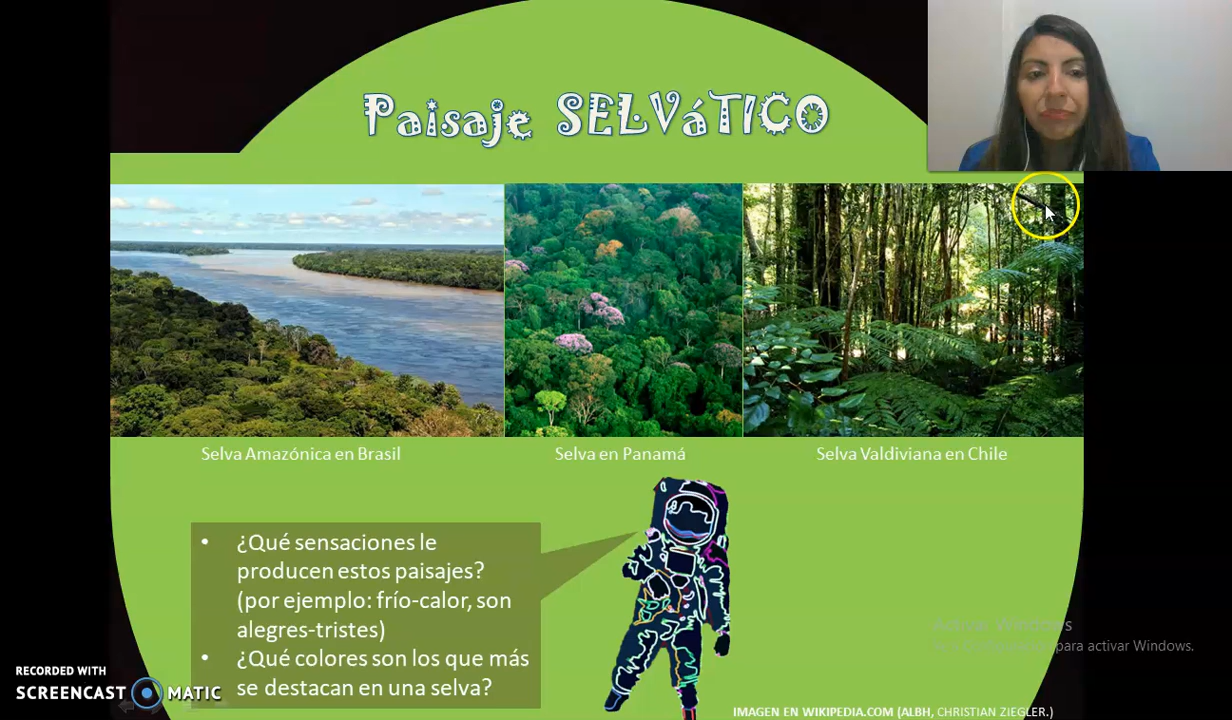 Paisaje SELVáTICO
Selva Amazónica en Brasil
Selva en Panamá
Selva Valdiviana en Chile
• ¿Qué sensaciones le
producen estos paisajes?
(por ejemplo: frío-calor, son
alegres-tristes)
• ¿Qué colores son los que más
se destacan en una selva?
Activar Windows
para activar Windows.
RECORDED WITH
SCREENCAST MATIC
IMAGEN EN WIKIPEDIA.COM (ALBH, CHRISTIAN ZIEGLER.)